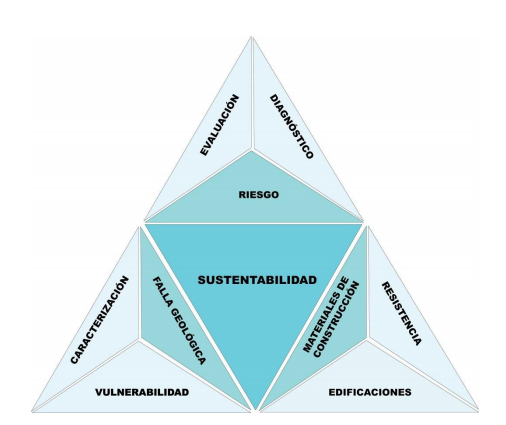 EVALUACIÓN
DIAGNÓSTICO
RIESGO
SUSTENTABILIDAD
CARACTERIZACIÓN
FALLA GEOLÓGICA
MATERIALES DE
CONSTRUCCIÓN
RESISTENCIA
VULNERABILIDAD
EDIFICACIONES